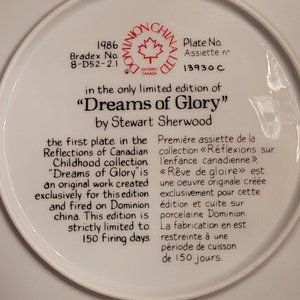 1986
Bradex No.
8-D52-2.1
DOMINION CHINA LTD
ONTARIO
CANADA
Plate No.
Assiette nº
13930C
in the only limited edition of
"Dreams of Glory"
by Stewart Sherwood
the first plate in the
Reflections of Canadian
Childhood collection.
"Dreams of Glory" is
an original work created
exclusively for this edition
and fired on Dominion
china. This edition is
strictly limited to
150 firing days.
Première assiette de la
collection «Réflexions sur
l'enfance canadienne».
«Rêve de gloire» est
une oeuvre originale créée
exclusivement pour cette
édition et cuite sur
porcelaine Dominion.
La fabrication en est
restreinte à une
période de cuisson
de 150 jours.